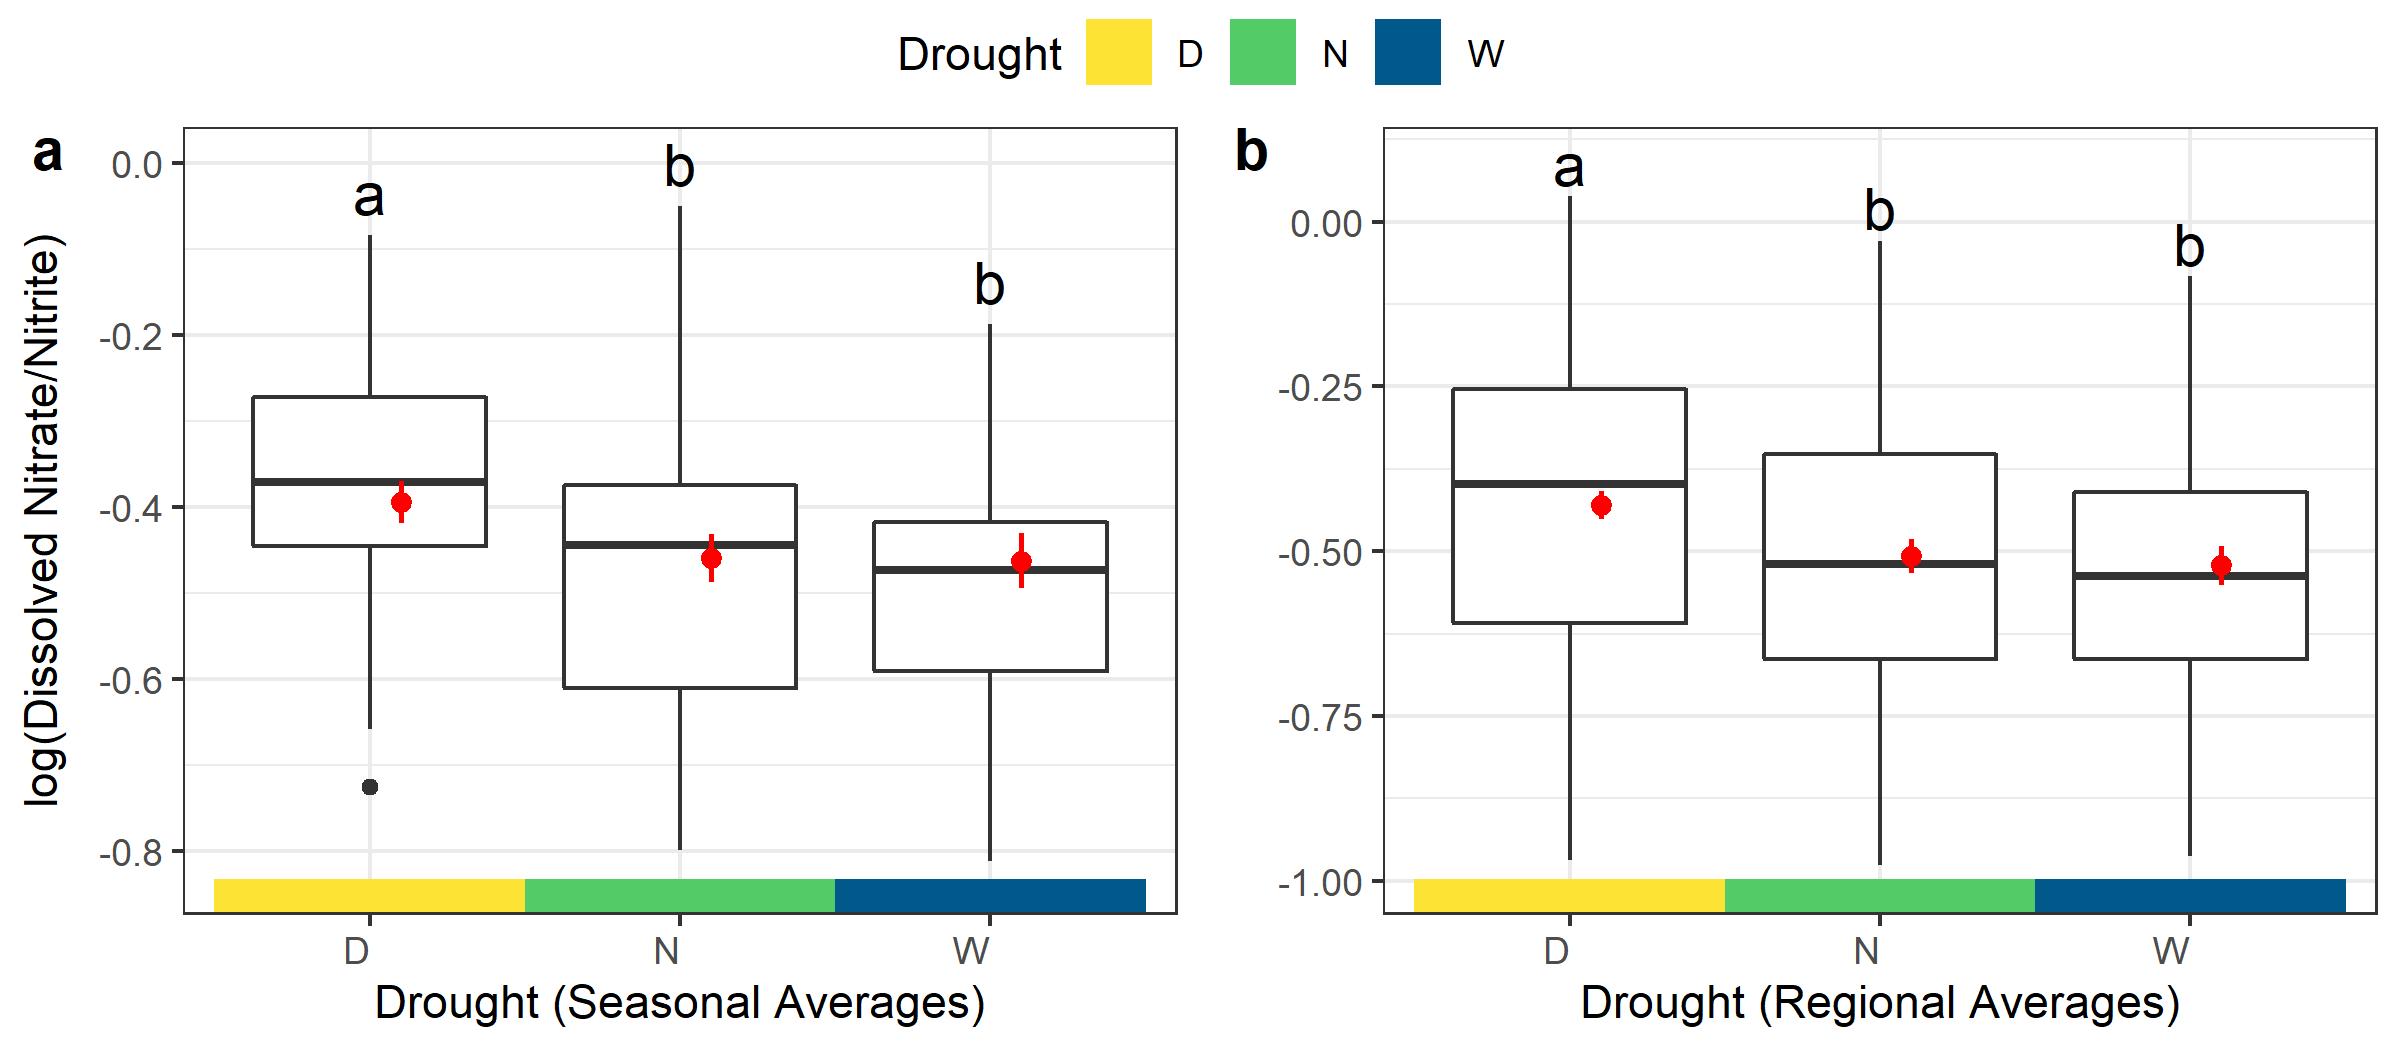 Drought D N W
a
log(Dissolved Nitrate/Nitrite)
0.0
-0.2
-0.4
-0.6
-0.8
a b b
D N W
Drought (Seasonal Averages)
b
0.00
-0.25
-0.50
-0.75
-1.00
a b b
D N W
Drought (Regional Averages)